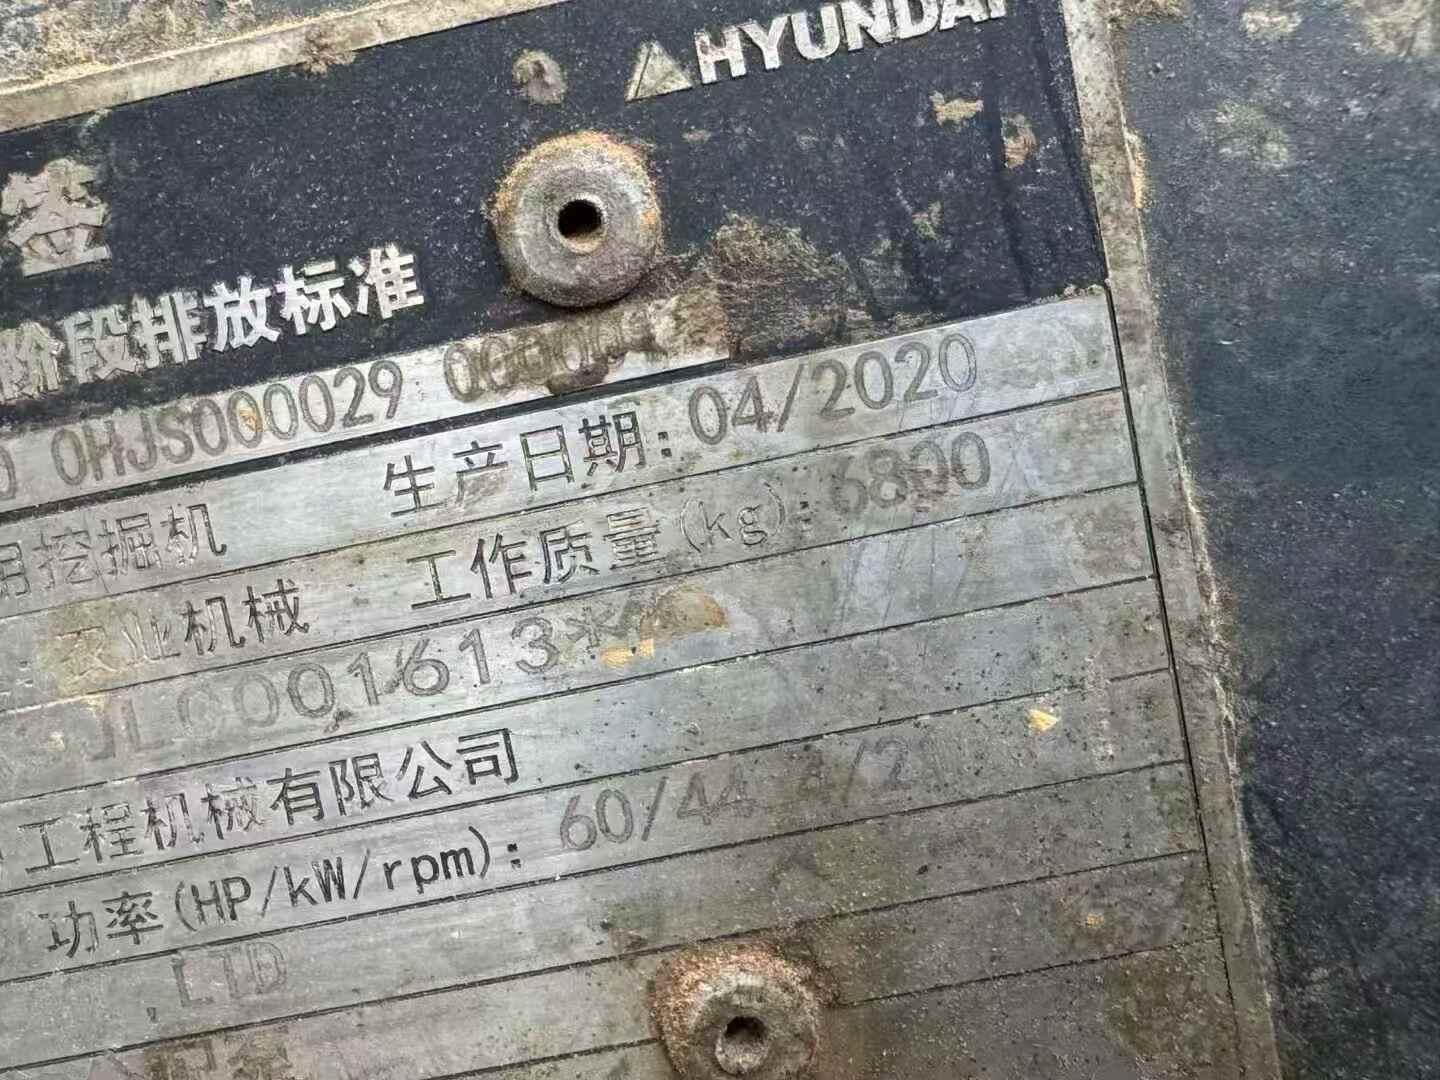 HYUNDAI
签
阶段排放标准
0HJS000029
生产日期: 04/2020
用挖掘机
工作质量(kg): 6800
农业机械
JLC001613*
工程机械有限公司
功率(HP/kW/rpm): 60/44
,LTD